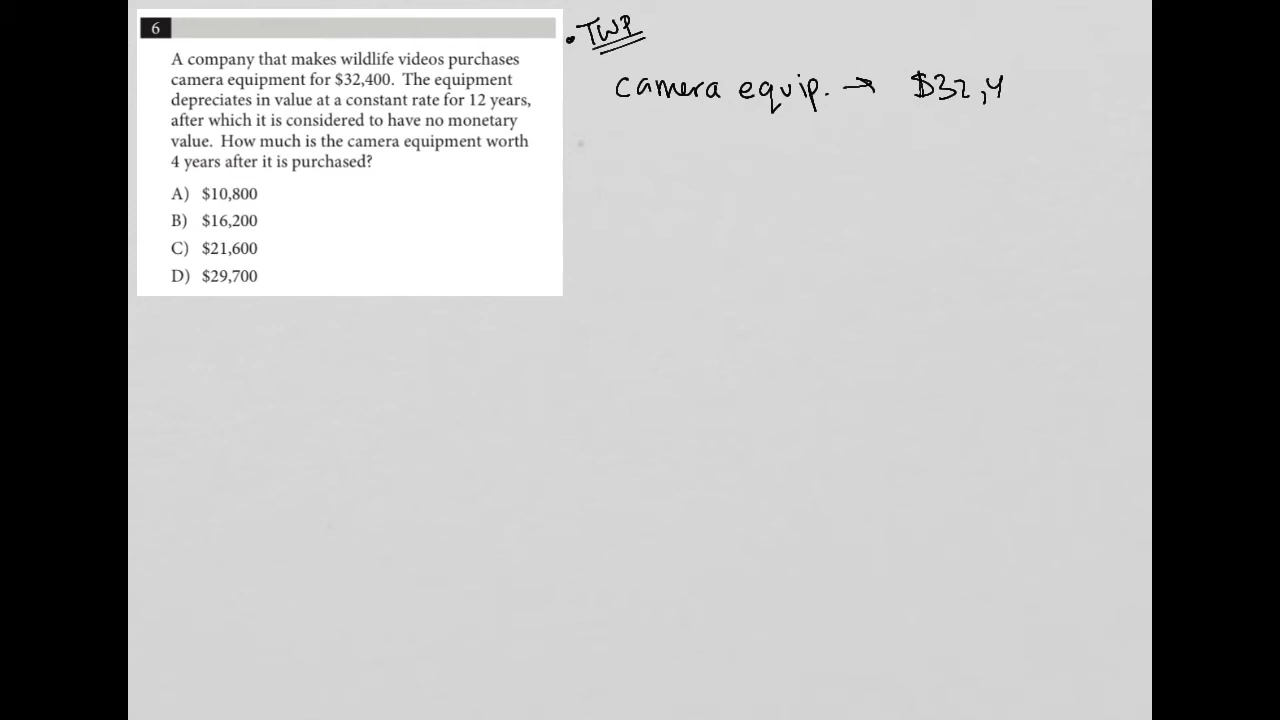 6
A company that makes wildlife videos purchases
camera equipment for $32,400. The equipment
depreciates in value at a constant rate for 12 years,
after which it is considered to have no monetary
value. How much is the camera equipment worth
4 years after it is purchased?
A) $10,800
B) $16,200
C) $21,600
D) $29,700
. TWP
camera equip. → $32,4